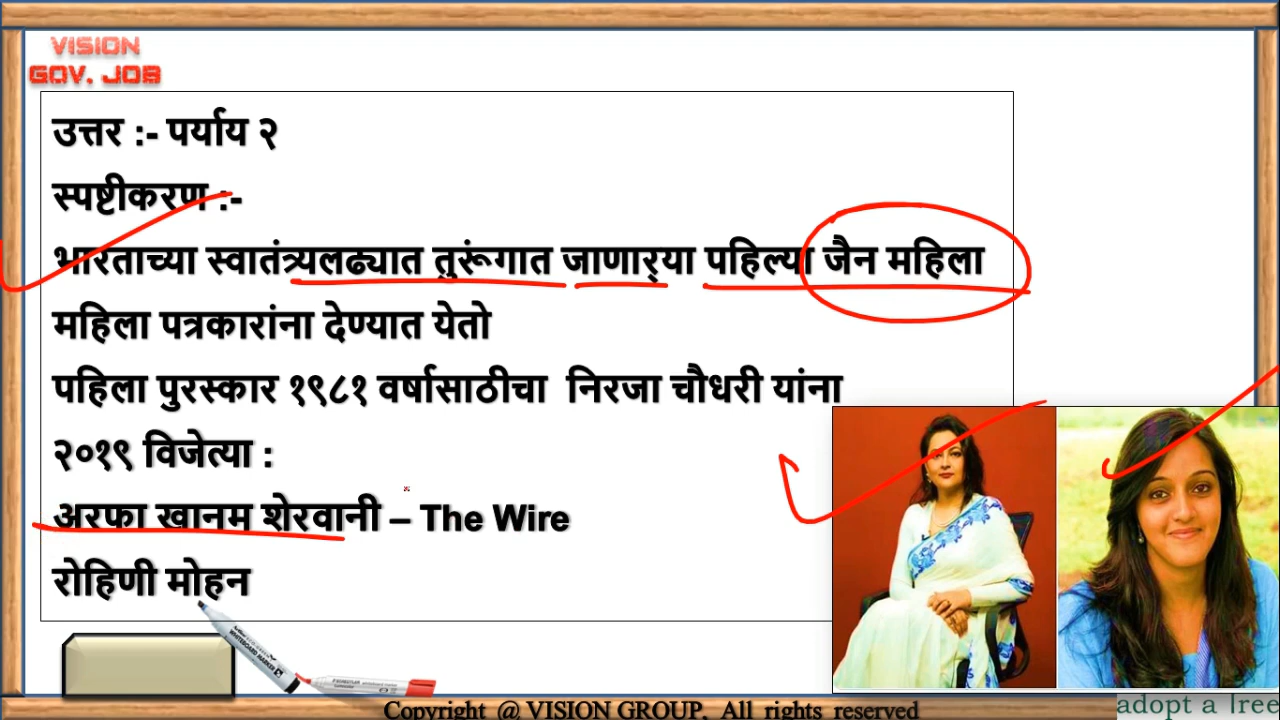 VISION
GOV. JOB
उत्तर :- पर्याय २
स्पष्टीकरण :-
भारताच्या स्वातंत्र्यलढ्यात तुरूंगात जाणाऱ्या पहिल्या जैन महिला
महिला पत्रकारांना देण्यात येतो
पहिला पुरस्कार १९८१ वर्षासाठीचा निरजा चौधरी यांना
२०१९ विजेत्या :
अरफा खानम शेरवानी – The Wire
रोहिणी मोहन
Copyright @ VISION GROUP. All rights reserved
adopt a Tree